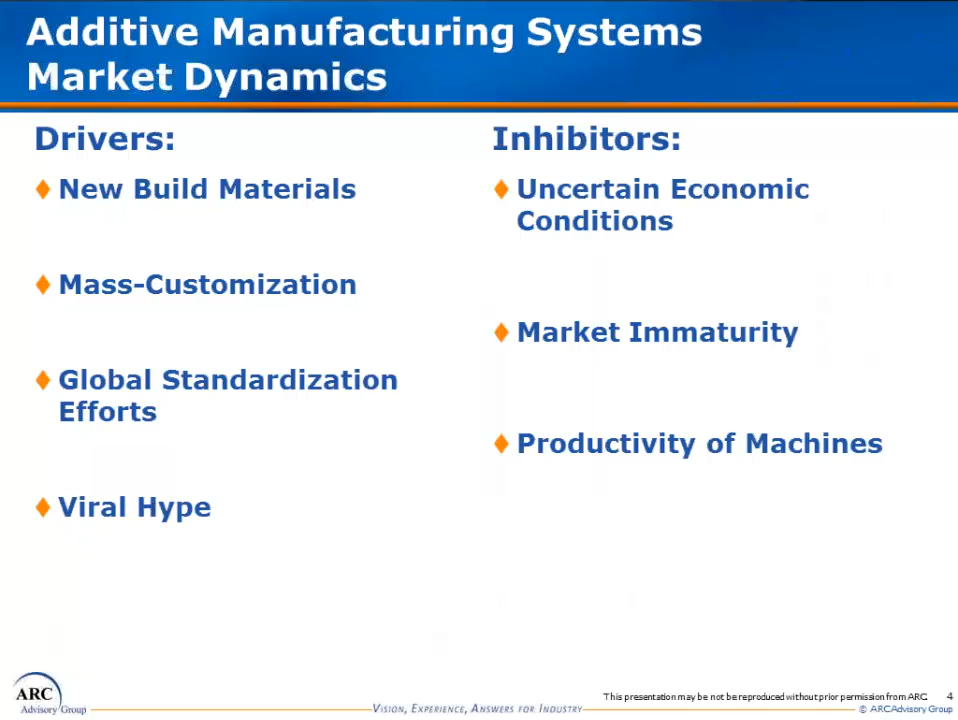 Additive Manufacturing Systems
Market Dynamics
Drivers:
New Build Materials
Mass-Customization
Global Standardization
Efforts
Viral Hype
Inhibitors:
Uncertain Economic
Conditions
Market Immaturity
Productivity of Machines
ARC
Advisory Group
VISION, EXPERIENCE, ANSWERS FOR INDUSTRY
This presentation may be not be reproduced without prior permission from ARC.
4
© ARC Advisory Group